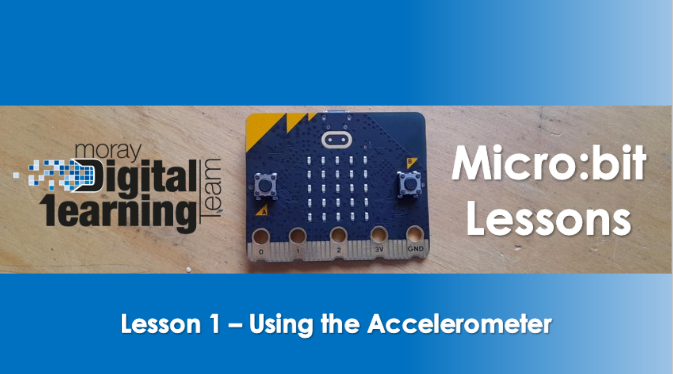 moray
Digital
1earning
Team
A
B
0 1 2 3V GND
Micro:bit
Lessons
Lesson 1 – Using the Accelerometer